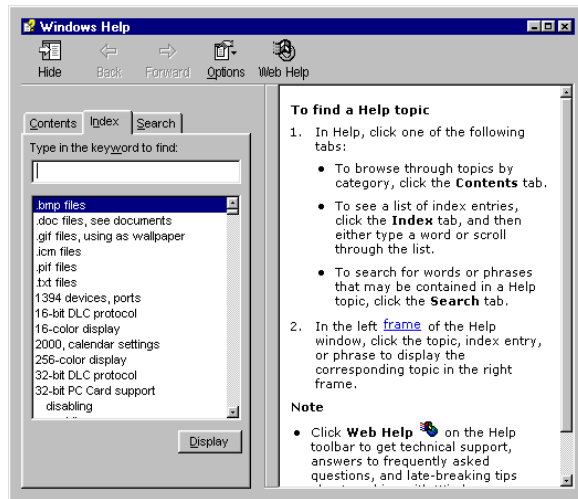 Windows Help
Hide Back Forward Options Web Help
Contents Index Search
Type in the keyword to find:
.bmp files
.doc files, see documents
.gif files, using as wallpaper
.icm files
.pif files
.txt files
1394 devices, ports
16-bit DLC protocol
16-color display
2000, calendar settings
256-color display
32-bit DLC protocol
32-bit PC Card support
disabling
Display
To find a Help topic
1. In Help, click one of the following
tabs:
• To browse through topics by
category, click the Contents tab.
• To see a list of index entries,
click the Index tab, and then
either type a word or scroll
through the list.
• To search for words or phrases
that may be contained in a Help
topic, click the Search tab.
2. In the left frame of the Help
window, click the topic, index entry,
or phrase to display the
corresponding topic in the right
frame.
Note
• Click Web Help on the Help
toolbar to get technical support,
answers to frequently asked
questions, and late-breaking tips